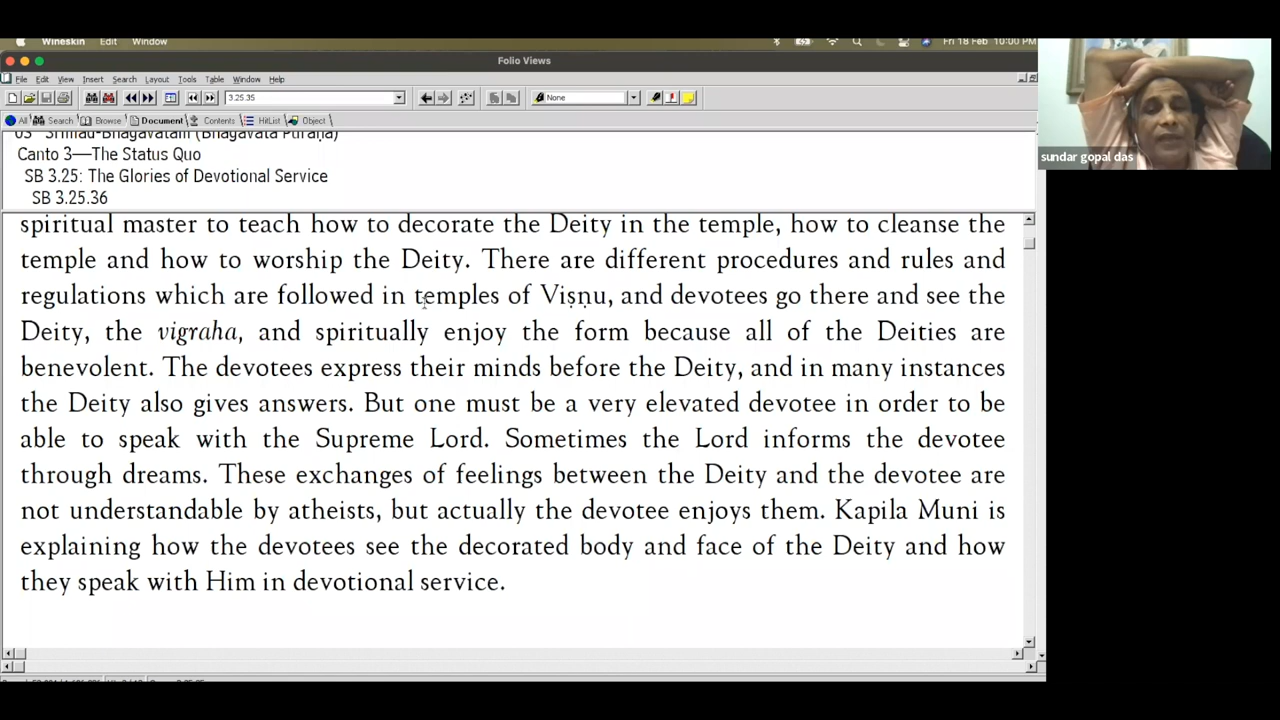 Wineskin Edit Window Fri 18 Feb 10:00 PM
Folio Views
File Edit View Insert Search Layout Tools Table Window Help
3.25.35 None
All Search Browse Document Contents HitList Object
03 Srimad-Bhagavatam (Bhāgavata Purāṇa)
Canto 3—The Status Quo
SB 3.25: The Glories of Devotional Service
SB 3.25.36
spiritual master to teach how to decorate the Deity in the temple, how to cleanse the
temple and how to worship the Deity. There are different procedures and rules and
regulations which are followed in temples of Viṣṇu, and devotees go there and see the
Deity, the vigraha, and spiritually enjoy the form because all of the Deities are
benevolent. The devotees express their minds before the Deity, and in many instances
the Deity also gives answers. But one must be a very elevated devotee in order to be
able to speak with the Supreme Lord. Sometimes the Lord informs the devotee
through dreams. These exchanges of feelings between the Deity and the devotee are
not understandable by atheists, but actually the devotee enjoys them. Kapila Muni is
explaining how the devotees see the decorated body and face of the Deity and how
they speak with Him in devotional service.
sundar gopal das